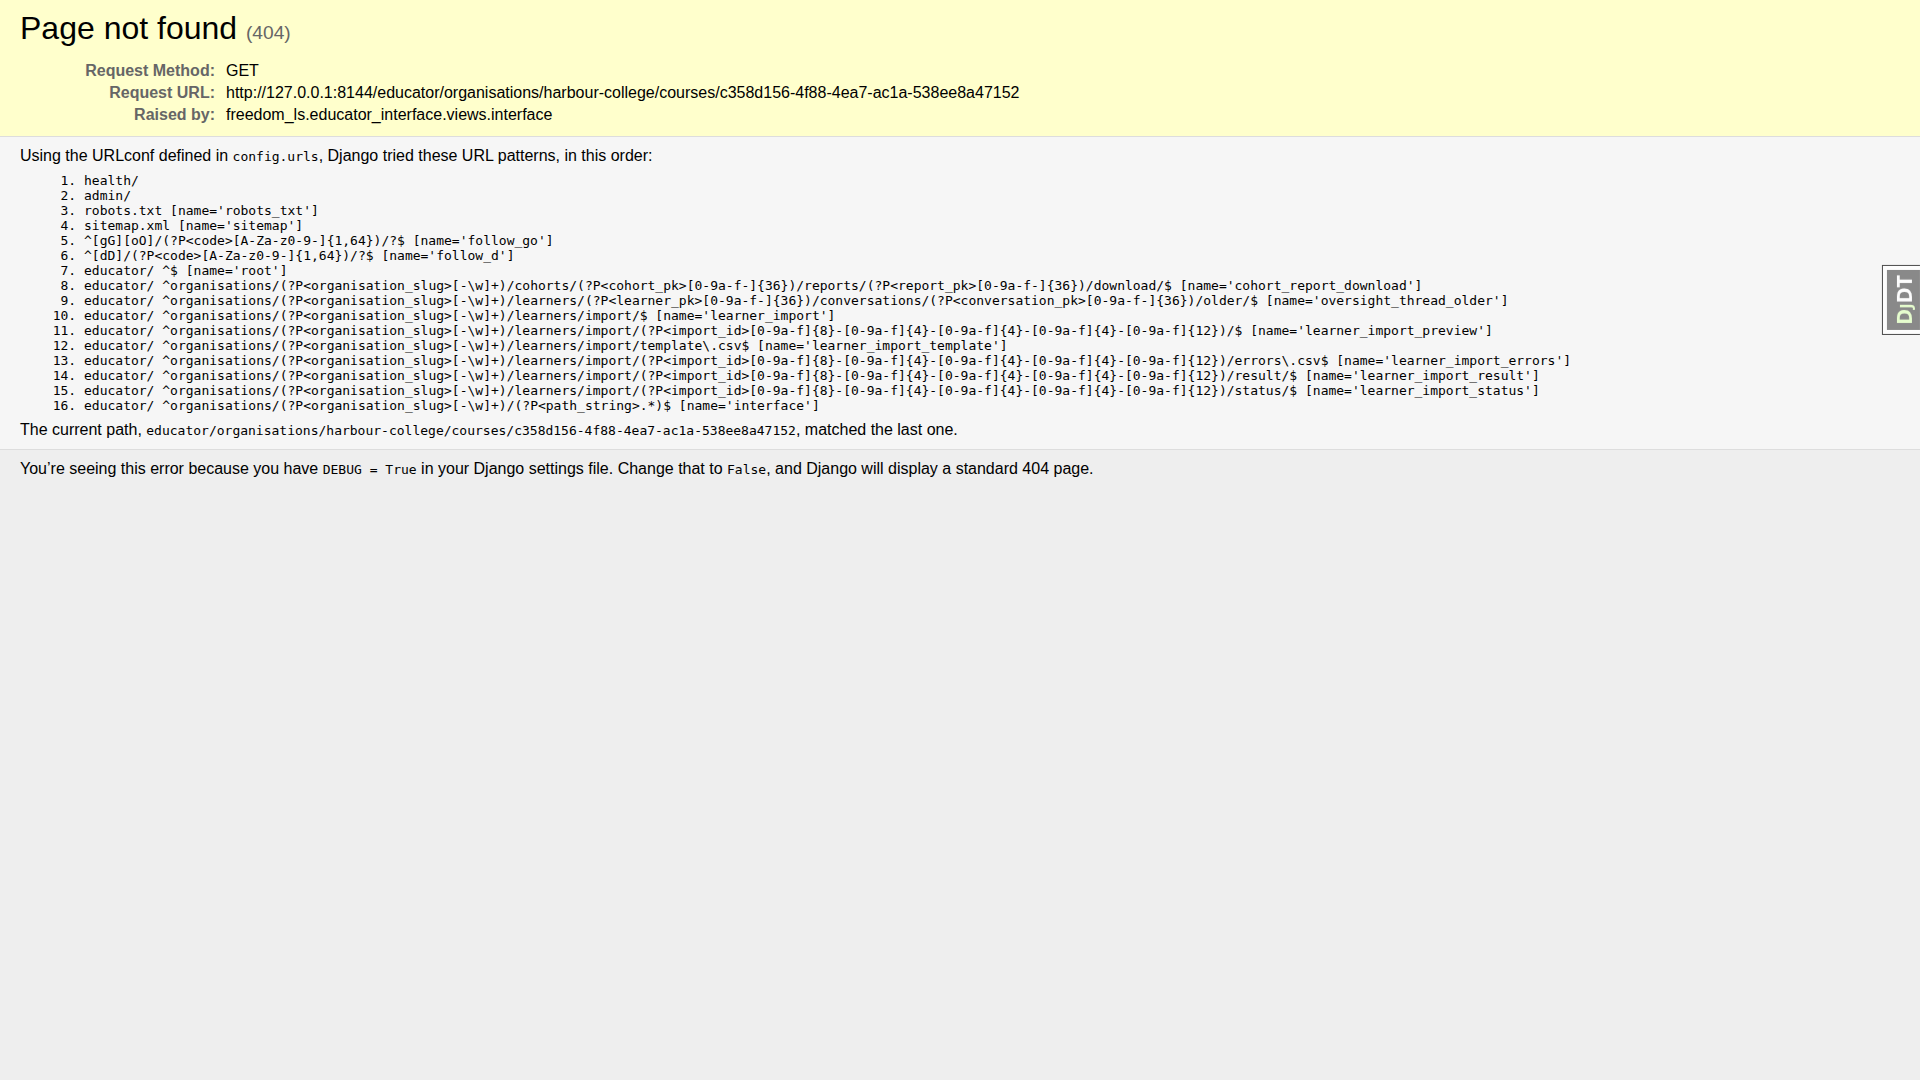 Page not found (404)
Request Method: GET
Request URL: http://127.0.0.1:8144/educator/organisations/harbour-college/courses/c358d156-4f88-4ea7-ac1a-538ee8a47152
Raised by: freedom_ls.educator_interface.views.interface
Using the URLconf defined in config.urls, Django tried these URL patterns, in this order:
1. health/
2. admin/
3. robots.txt [name='robots_txt']
4. sitemap.xml [name='sitemap']
5. ^[gG][oO]/(?P<code>[A-Za-z0-9-]{1,64})/?$ [name='follow_go']
6. ^[dD]/(?P<code>[A-Za-z0-9-]{1,64})/?$ [name='follow_d']
7. educator/ ^$ [name='root']
8. educator/ ^organisations/(?P<organisation_slug>[-\w]+)/cohorts/(?P<cohort_pk>[0-9a-f-]{36})/reports/(?P<report_pk>[0-9a-f-]{36})/download/$ [name='cohort_report_download']
9. educator/ ^organisations/(?P<organisation_slug>[-\w]+)/learners/(?P<learner_pk>[0-9a-f-]{36})/conversations/(?P<conversation_pk>[0-9a-f-]{36})/older/$ [name='oversight_thread_older']
10. educator/ ^organisations/(?P<organisation_slug>[-\w]+)/learners/import/$ [name='learner_import']
11. educator/ ^organisations/(?P<organisation_slug>[-\w]+)/learners/import/(?P<import_id>[0-9a-f]{8}-[0-9a-f]{4}-[0-9a-f]{4}-[0-9a-f]{4}-[0-9a-f]{12})/$ [name='learner_import_preview']
12. educator/ ^organisations/(?P<organisation_slug>[-\w]+)/learners/import/template\.csv$ [name='learner_import_template']
13. educator/ ^organisations/(?P<organisation_slug>[-\w]+)/learners/import/(?P<import_id>[0-9a-f]{8}-[0-9a-f]{4}-[0-9a-f]{4}-[0-9a-f]{4}-[0-9a-f]{12})/errors\.csv$ [name='learner_import_errors']
14. educator/ ^organisations/(?P<organisation_slug>[-\w]+)/learners/import/(?P<import_id>[0-9a-f]{8}-[0-9a-f]{4}-[0-9a-f]{4}-[0-9a-f]{4}-[0-9a-f]{12})/result/$ [name='learner_import_result']
15. educator/ ^organisations/(?P<organisation_slug>[-\w]+)/learners/import/(?P<import_id>[0-9a-f]{8}-[0-9a-f]{4}-[0-9a-f]{4}-[0-9a-f]{4}-[0-9a-f]{12})/status/$ [name='learner_import_status']
16. educator/ ^organisations/(?P<organisation_slug>[-\w]+)/(?P<path_string>.*)$ [name='interface']
The current path, educator/organisations/harbour-college/courses/c358d156-4f88-4ea7-ac1a-538ee8a47152, matched the last one.
You’re seeing this error because you have DEBUG = True in your Django settings file. Change that to False, and Django will display a standard 404 page.
DJDT